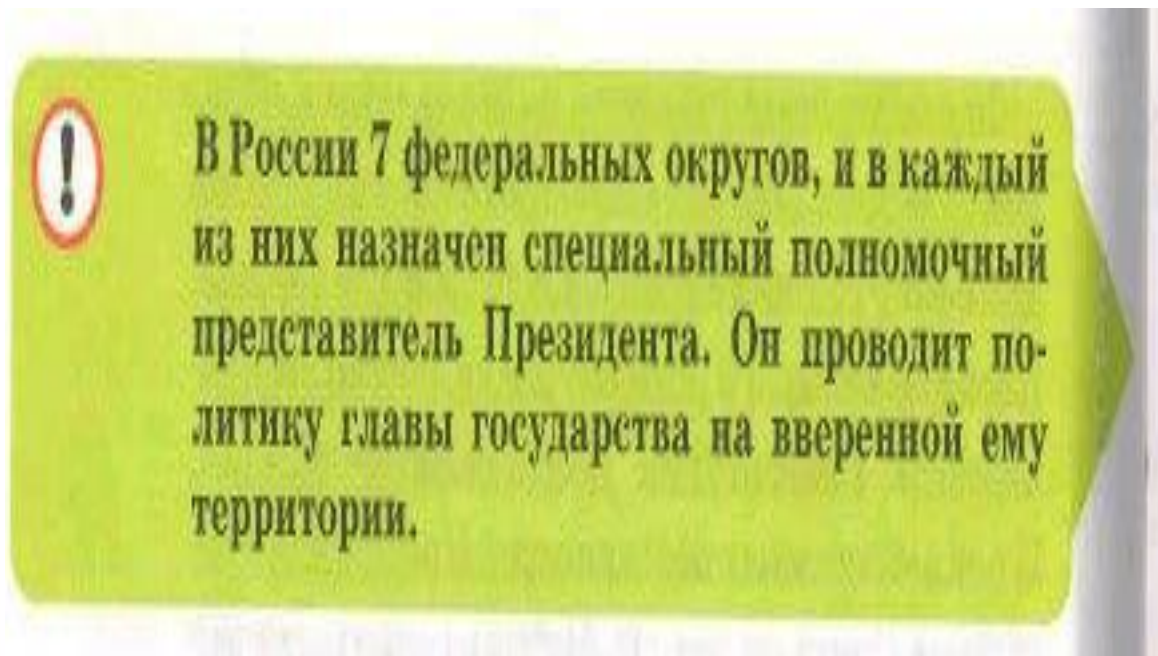 В России 7 федеральных округов, и в каждый
из них назначен специальный полномочный
представитель Президента. Он проводит по-
литику главы государства на вверенной ему
территории.